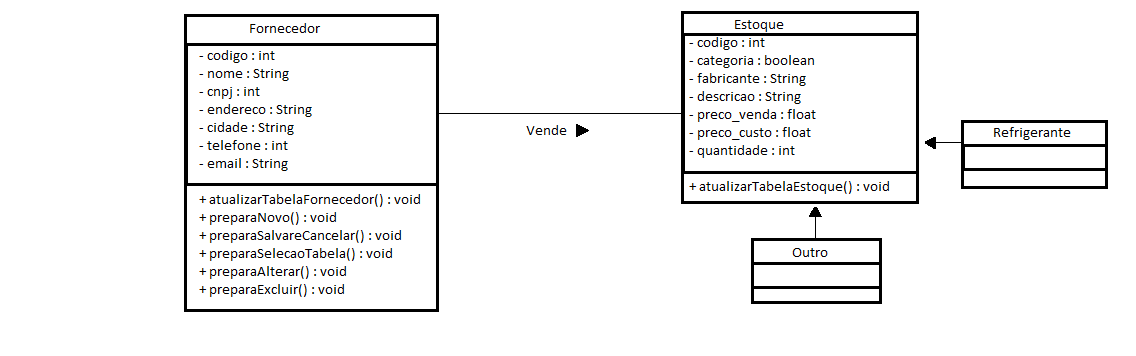 Fornecedor
- codigo : int
- nome : String
- cnpj : int
- endereco : String
- cidade : String
- telefone : int
- email : String
+ atualizarTabelaFornecedor() : void
+ preparaNovo() : void
+ preparaSalvareCancelar() : void
+ preparaSelecaoTabela() : void
+ preparaAlterar() : void
+ preparaExcluir() : void
Vende
Estoque
- codigo : int
- categoria : boolean
- fabricante : String
- descricao : String
- preco_venda : float
- preco_custo : float
- quantidade : int
+ atualizarTabelaEstoque() : void
Refrigerante
Outro